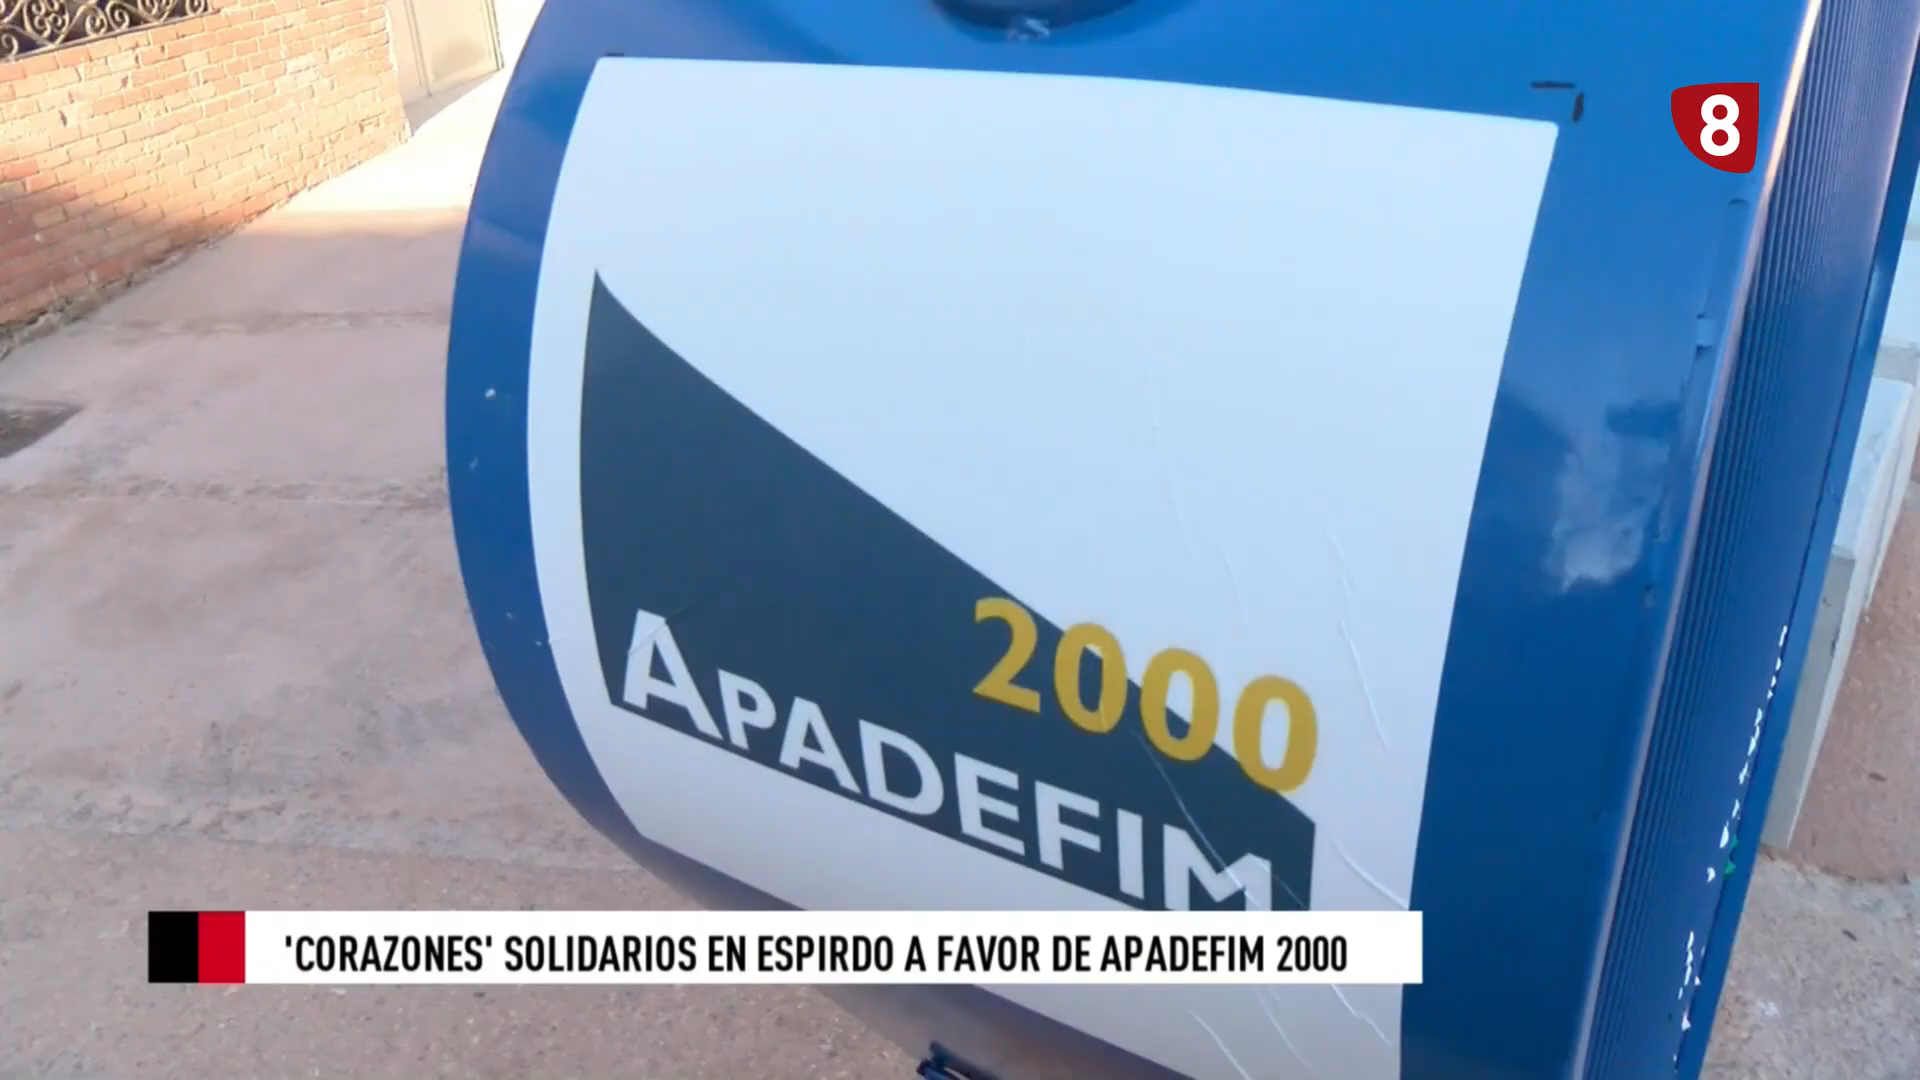 8
2000
APADEFIM
'CORAZONES' SOLIDARIOS EN ESPIRDO A FAVOR DE APADEFIM 2000